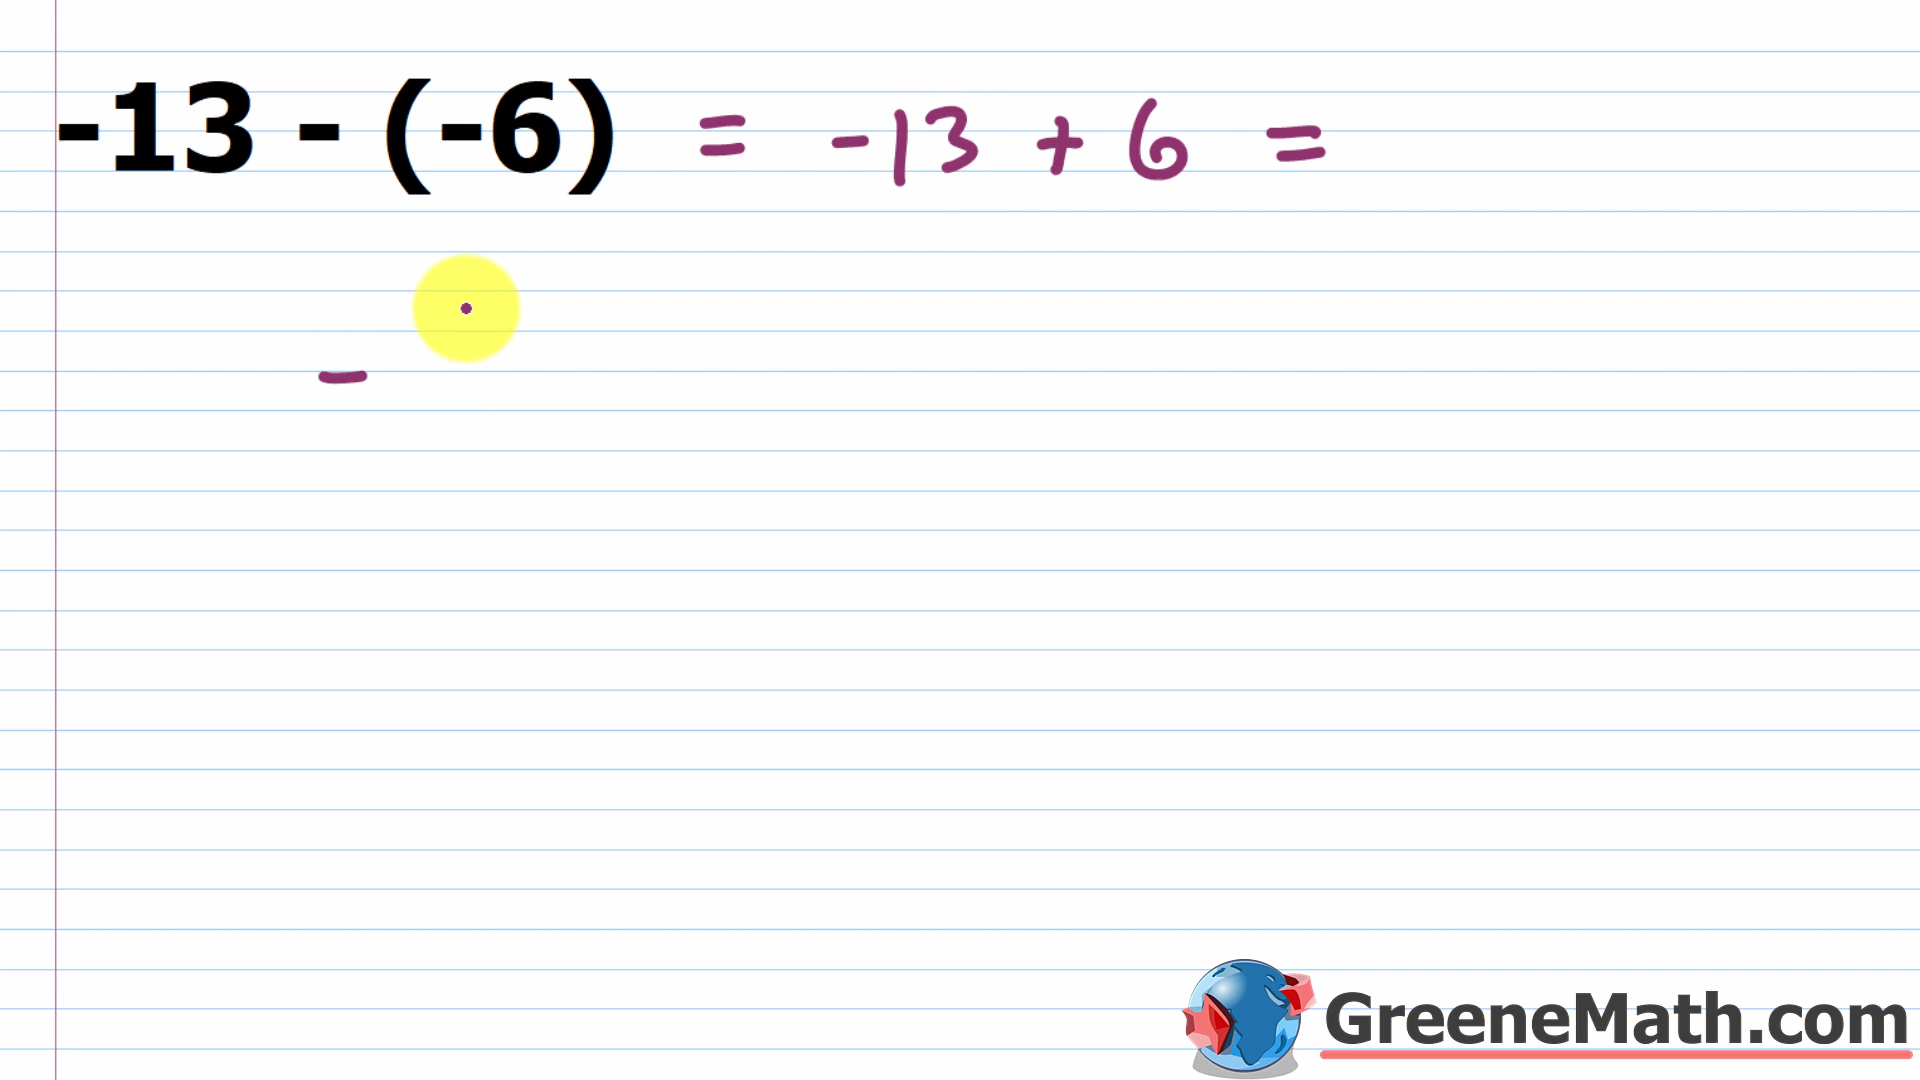 -13 - (-6) = -13 + 6 =
-
GreeneMath.com